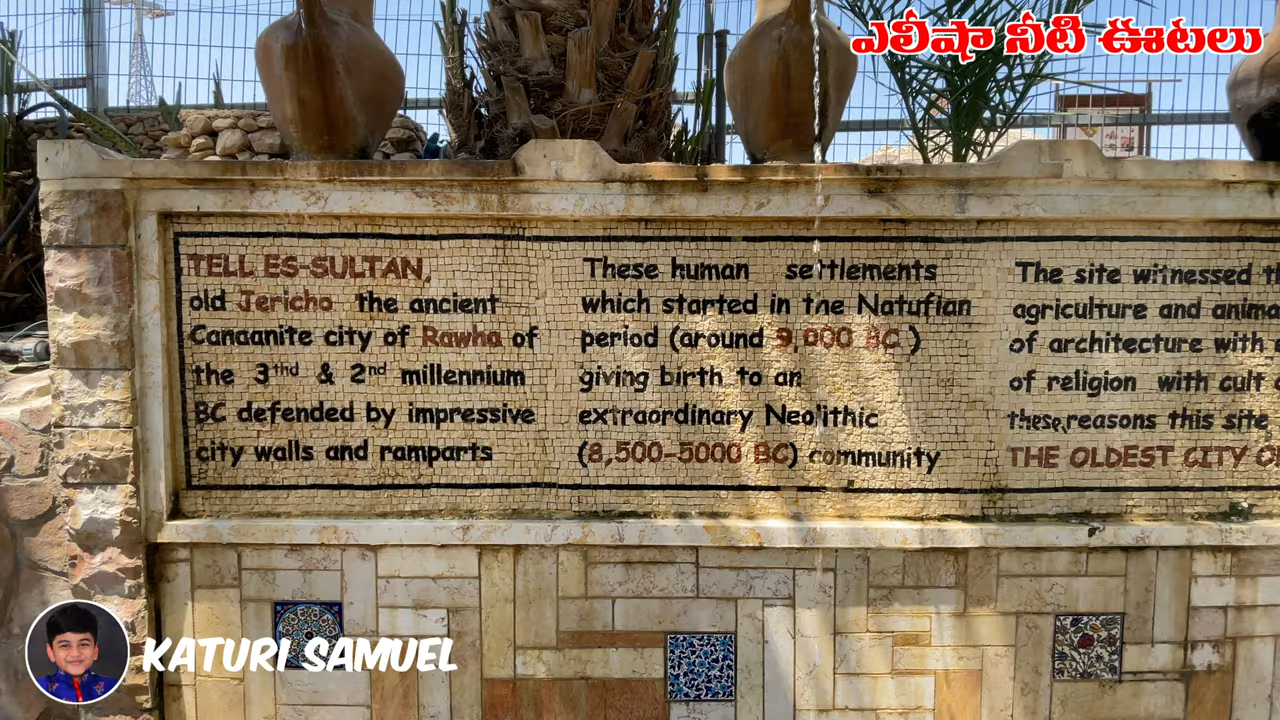 ఎలీషా నీటి ఊటలు
TELL ES-SULTAN,
old Jericho the ancient
Canaanite city of Rawha of
the 3thd & 2nd millennium
BC defended by impressive
city walls and ramparts
These human settlements
which started in the Natufian
period (around 9,000 BC)
giving birth to an
extraordinary Neolithic
(8,500-5000 BC) community
The site witnessed
agriculture and
of architecture with
of religion with cult
these reasons this site
THE OLDEST CITY
KATURI SAMUEL